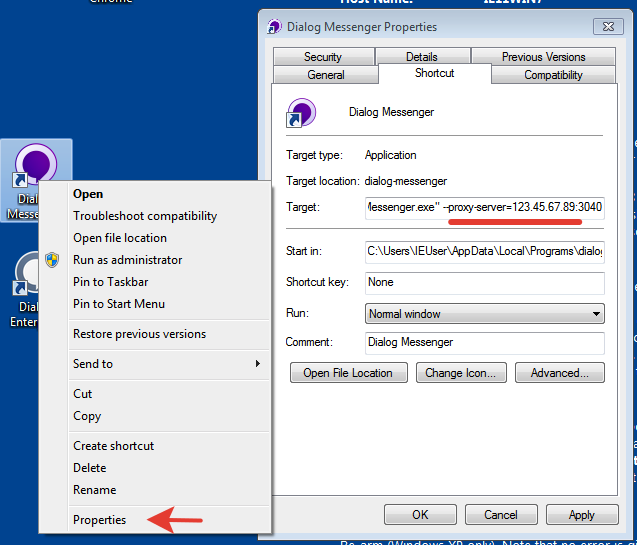 Chrome
Host Name:
IE11WIN7
Dialog Messenger Properties
Security
Details
Previous Versions
General
Shortcut
Compatibility
Dialog Messenger
Target type:
Application
Target location:
dialog-messenger
Target:
Messenger.exe" --proxy-server=123.45.67.89:3040
Start in:
C:\Users\IEUser\AppData\Local\Programs\dialog
Shortcut key:
None
Run:
Normal window
Comment:
Dialog Messenger
Open File Location
Change Icon...
Advanced...
OK
Cancel
Apply
Dial
Messe
Dial
Enter
Open
Troubleshoot compatibility
Open file location
Run as administrator
Pin to Taskbar
Pin to Start Menu
Restore previous versions
Send to
Cut
Copy
Create shortcut
Delete
Rename
Properties
Re-arm (Windows XP only). Note that no error is gi